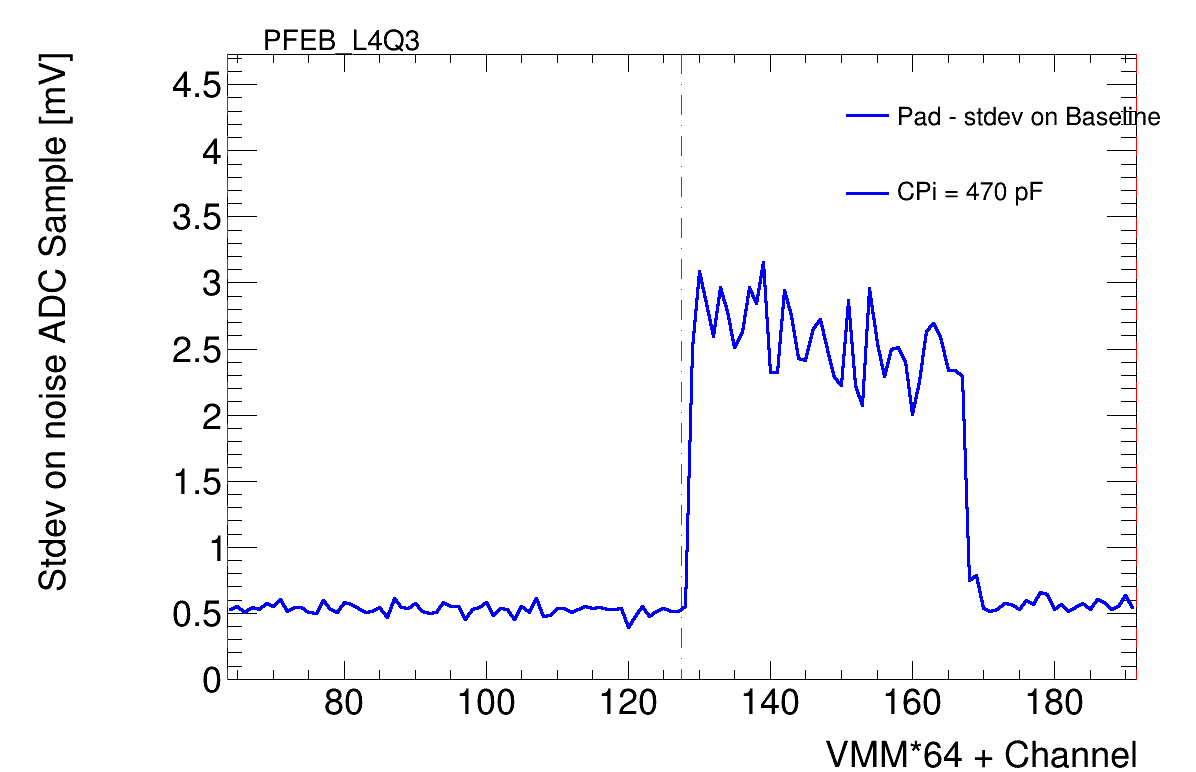 PFEB_L4Q3
Stdev on noise ADC Sample [mV]
4.5
4
3.5
3
2.5
2
1.5
1
0.5
0
Pad - stdev on Baseline
CPi = 470 pF
80 100 120 140 160 180
VMM*64 + Channel